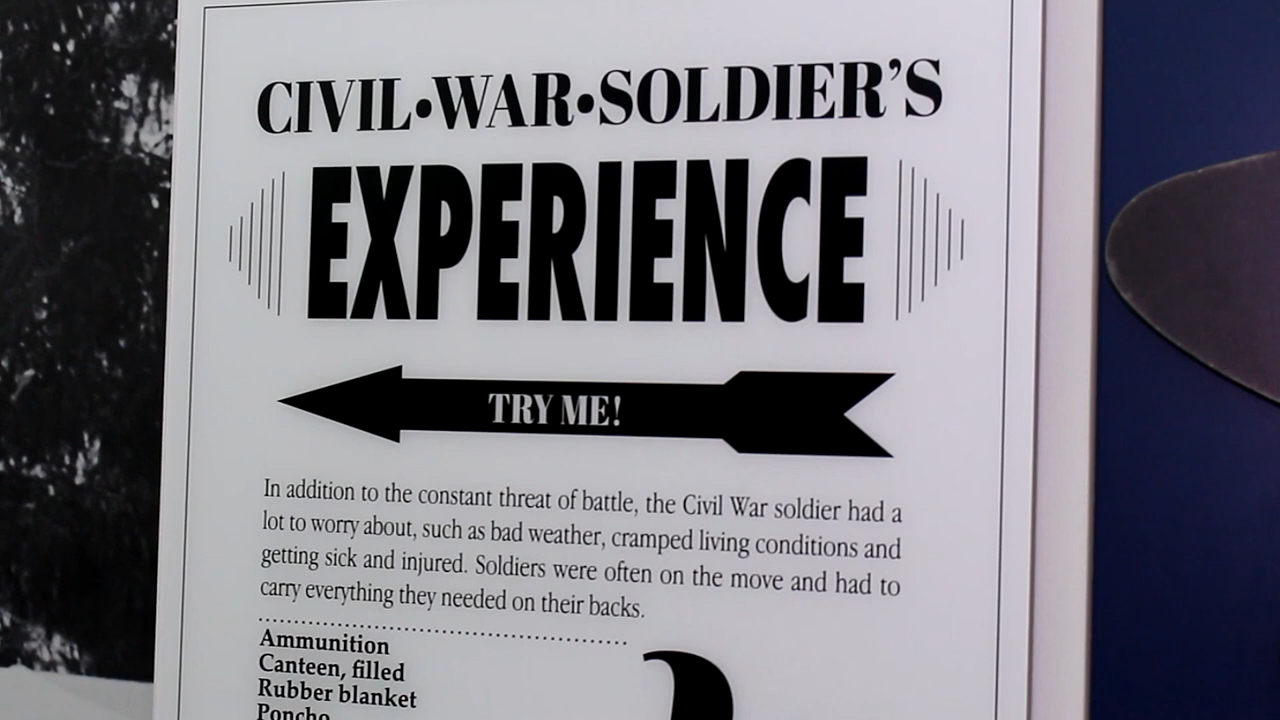 CIVIL•WAR•SOLDIER’S
EXPERIENCE
TRY ME!
In addition to the constant threat of battle, the Civil War soldier had a
lot to worry about, such as bad weather, cramped living conditions and
getting sick and injured. Soldiers were often on the move and had to
carry everything they needed on their backs.
Ammunition
Canteen, filled
Rubber blanket
Poncho